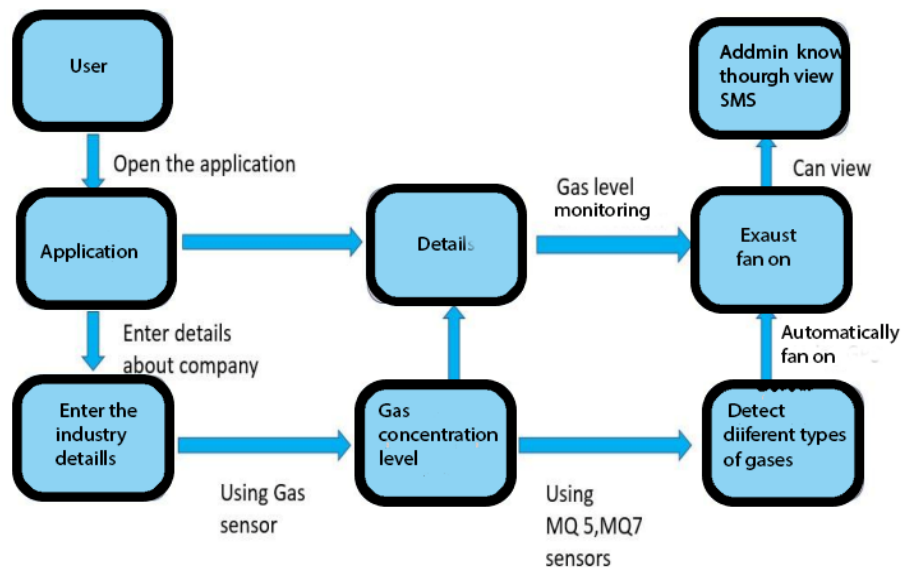 User
Addmin know
thourgh view
SMS
Open the application
Can view
Application
Details
Gas level
monitoring
Exaust
fan on
Enter details
about company
Automatically
fan on
Enter the
industry
detaills
Gas
concentration
level
Detect
diifferent types
of gases
Using Gas
sensor
Using
MQ 5,MQ7
sensors